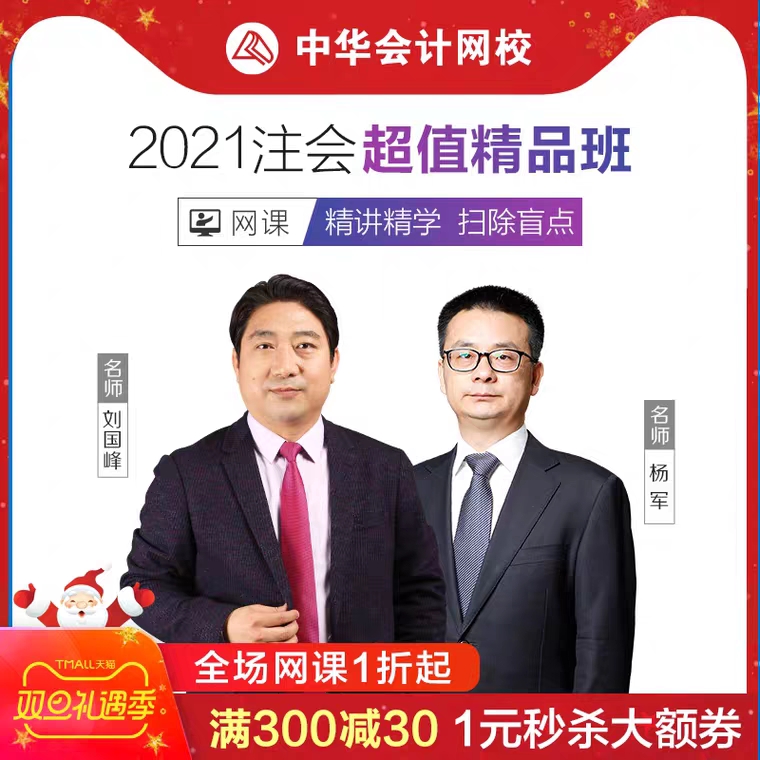 中华会计网校
2021注会超值精品班
网课 精讲精学 扫除盲点
名师
刘国峰
名师
杨军
TMALL天猫
双旦礼遇季
全场网课1折起
满300减30 1元秒杀大额券